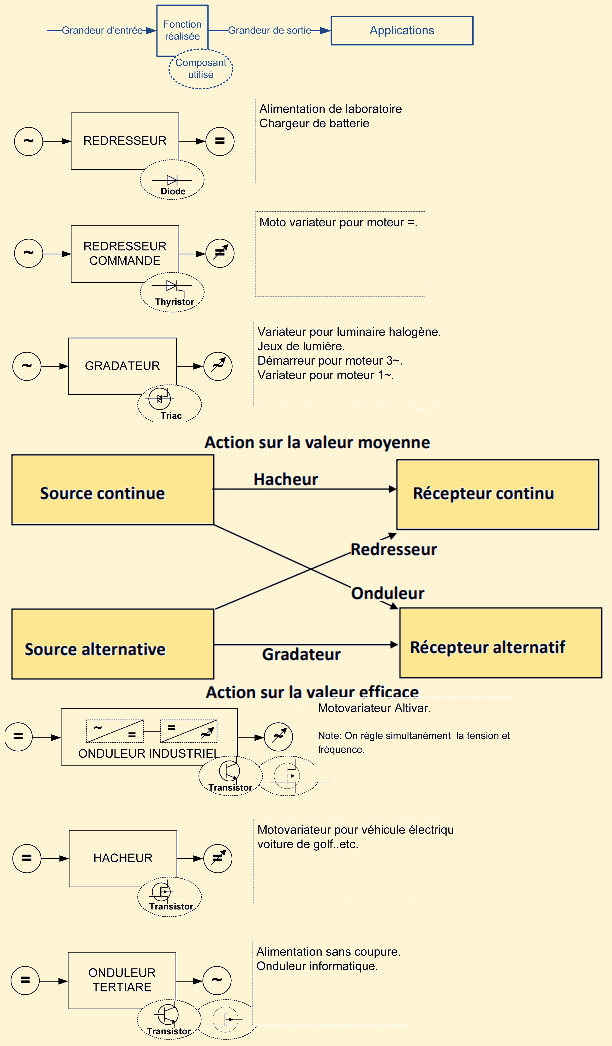 Grandeur d'entrée
Fonction
réalisée
Grandeur de sortie
Applications
Composant
utilisé
Alimentation de laboratoire
Chargeur de batterie
~
REDRESSEUR
=
Diode
Moto variateur pour moteur =.
~
REDRESSEUR
COMMANDE
=
Thyristor
Variateur pour luminaire halogène.
Jeux de lumière.
Démarreur pour moteur 3~.
Variateur pour moteur 1~.
~
GRADATEUR
~
Triac
Action sur la valeur moyenne
Source continue
Hacheur
Récepteur continu
Redresseur
Onduleur
Source alternative
Gradateur
Récepteur alternatif
Action sur la valeur efficace
Motovariateur Altivar.
=
~
=
=
~
~
ONDULEUR INDUSTRIEL
Note: On règle simultanément la tension et
fréquence.
Transistor
Motovariateur pour véhicule électriqu
voiture de golf..etc.
=
HACHEUR
=
Transistor
Alimentation sans coupure.
Onduleur informatique.
=
ONDULEUR
TERTIAIRE
~
Transistor